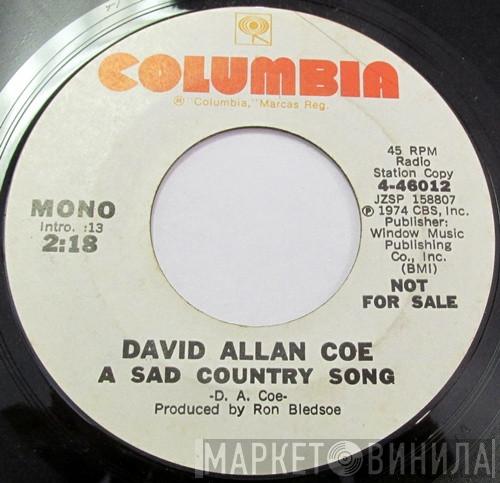 COLUMBIA
® "Columbia," Marcas Reg.
MONO
Intro. :13
2:18
45 RPM
Radio
Station Copy
4-46012
JZSP 158807
℗ 1974 CBS, Inc.
Publisher:
Window Music
Publishing
Co., Inc.
(BMI)
NOT
FOR SALE
DAVID ALLAN COE
A SAD COUNTRY SONG
-D. A. Coe-
Produced by Ron Bledsoe
МАРКЕТ ВИНИЛА